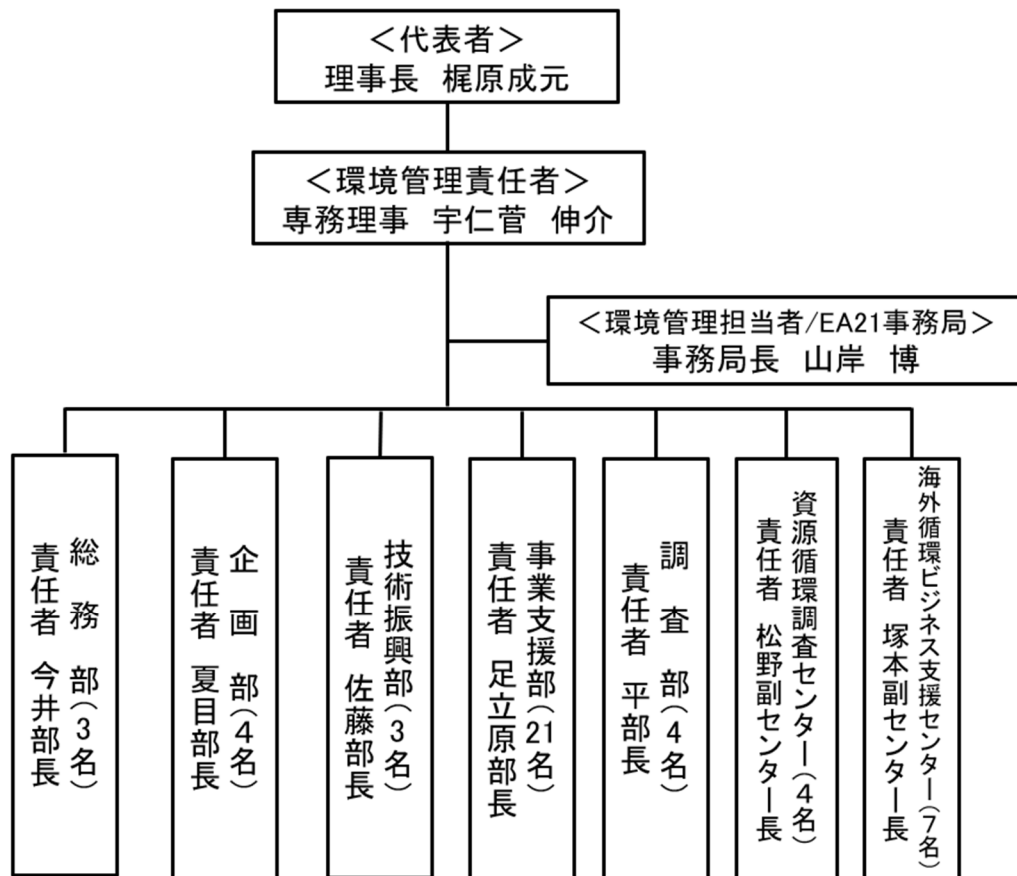 ＜代表者＞
理事長　梶原成元
＜環境管理責任者＞
専務理事　宇仁菅　伸介
＜環境管理担当者/EA21事務局＞
事務局長　山岸　博
総　務　部(3名)
責任者　今井部長
企　画　部(4名)
責任者　夏目部長
技術振興部(3名)
責任者　佐藤部長
事業支援部(21名)
責任者　足立原部長
調　査　部(4名)
責任者　平部長
資源循環調査センター(4名)
責任者　松野副センター長
海外循環ビジネス支援センター(7名)
責任者　塚本副センター長